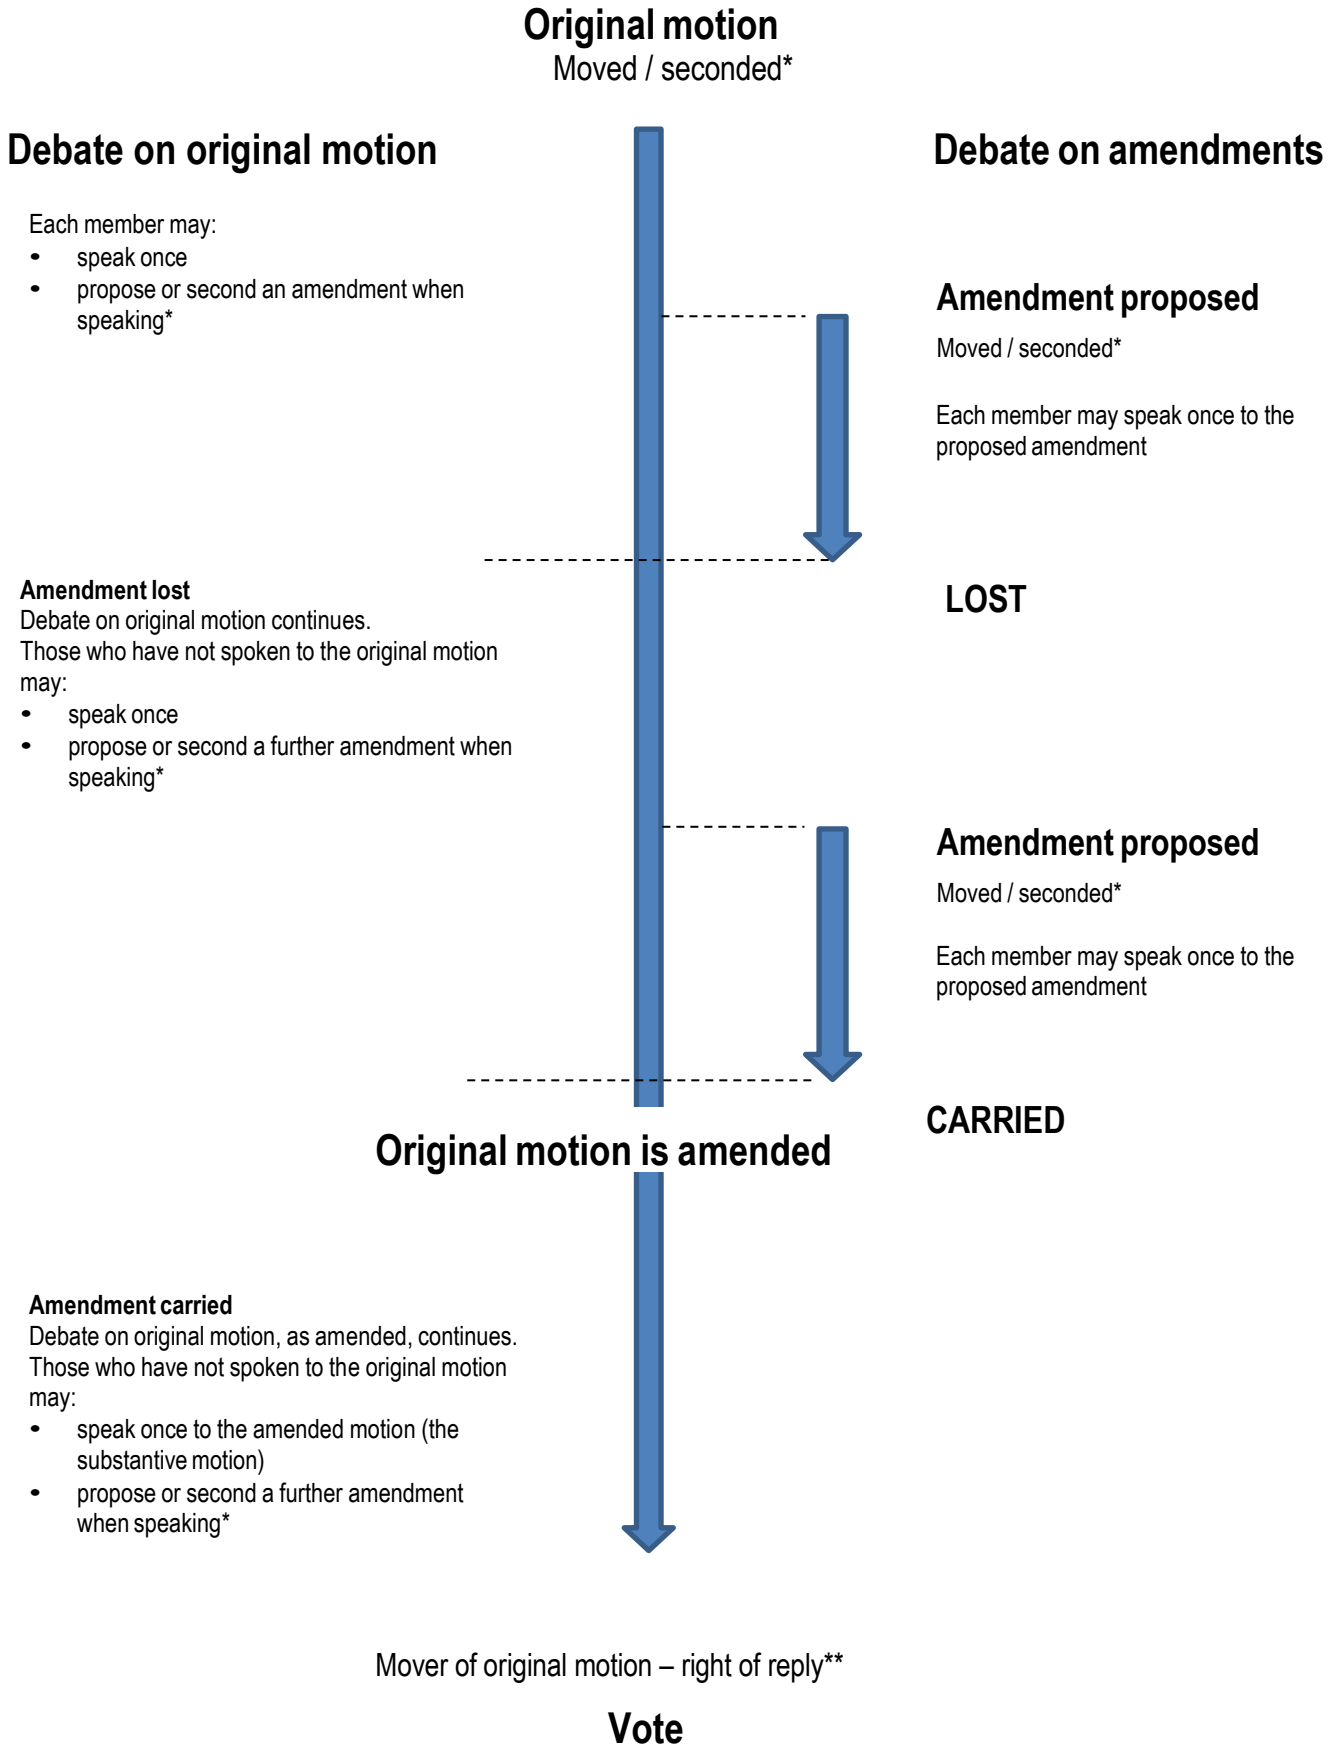 Original motion
Moved / seconded*
Debate on original motion
Debate on amendments
Each member may:
• speak once
• propose or second an amendment when
speaking*
Amendment proposed
Moved / seconded*
Each member may speak once to the
proposed amendment
LOST
Amendment lost
Debate on original motion continues.
Those who have not spoken to the original motion
may:
• speak once
• propose or second a further amendment when
speaking*
Amendment proposed
Moved / seconded*
Each member may speak once to the
proposed amendment
CARRIED
Original motion is amended
Amendment carried
Debate on original motion, as amended, continues.
Those who have not spoken to the original motion
may:
• speak once to the amended motion (the
substantive motion)
• propose or second a further amendment
when speaking*
Mover of original motion – right of reply**
Vote